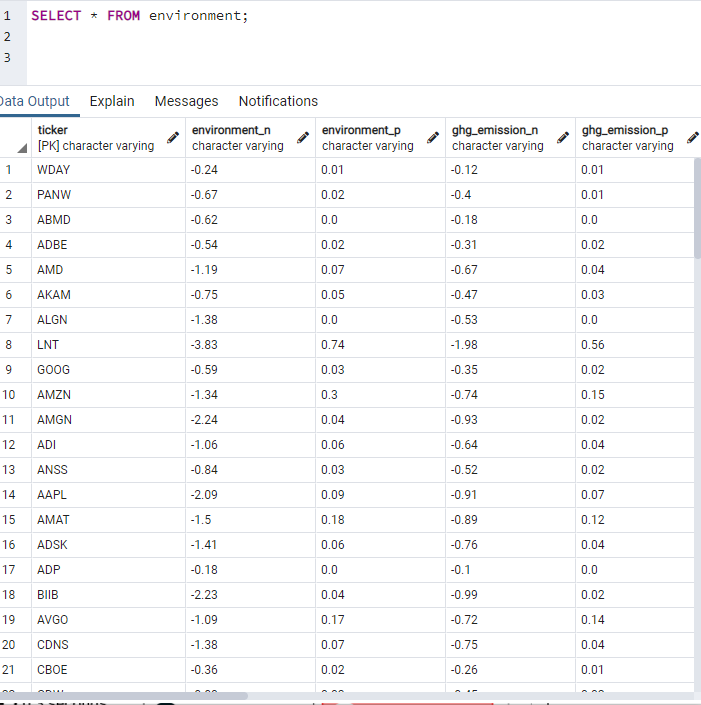 1 SELECT * FROM environment;
2
3
Data Output Explain Messages Notifications
ticker environment_n environment_p ghg_emission_n ghg_emission_p
[PK] character varying character varying character varying character varying character varying
1 WDAY -0.24 0.01 -0.12 0.01
2 PANW -0.67 0.02 -0.4 0.01
3 ABMD -0.62 0.0 -0.18 0.0
4 ADBE -0.54 0.02 -0.31 0.02
5 AMD -1.19 0.07 -0.67 0.04
6 AKAM -0.75 0.05 -0.47 0.03
7 ALGN -1.38 0.0 -0.53 0.0
8 LNT -3.83 0.74 -1.98 0.56
9 GOOG -0.59 0.03 -0.35 0.02
10 AMZN -1.34 0.3 -0.74 0.15
11 AMGN -2.24 0.04 -0.93 0.02
12 ADI -1.06 0.06 -0.64 0.04
13 ANSS -0.84 0.03 -0.52 0.02
14 AAPL -2.09 0.09 -0.91 0.07
15 AMAT -1.5 0.18 -0.89 0.12
16 ADSK -1.41 0.06 -0.76 0.04
17 ADP -0.18 0.0 -0.1 0.0
18 BIIB -2.23 0.04 -0.99 0.02
19 AVGO -1.09 0.17 -0.72 0.14
20 CDNS -1.38 0.07 -0.75 0.04
21 CBOE -0.36 0.02 -0.26 0.01